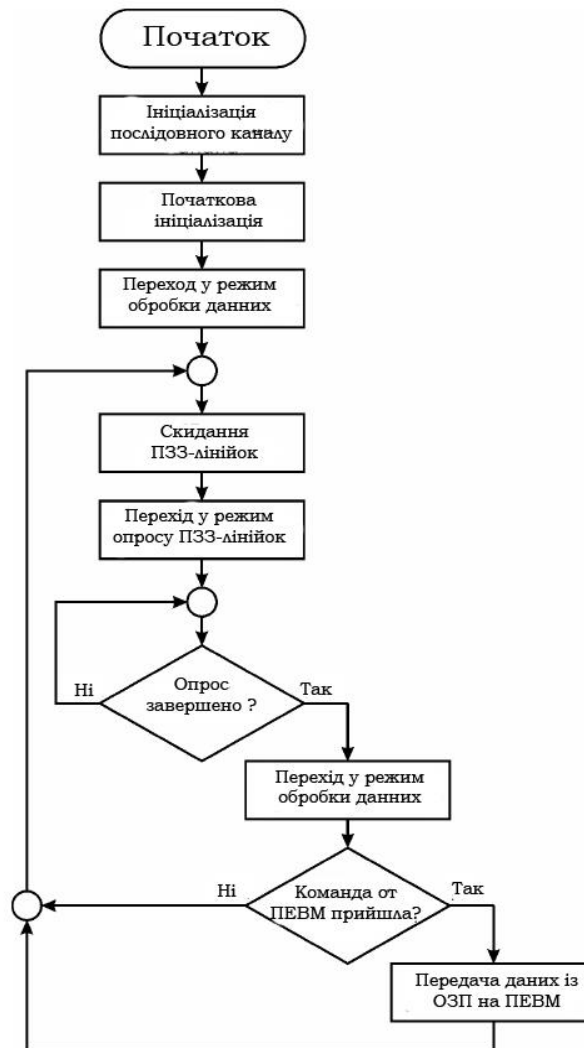 Початок
Ініціалізація
послідовного каналу
Початкова
ініціалізація
Переход у режим
обробки данних
Скидання
ПЗЗ-лінійок
Перехід у режим
опросу ПЗЗ-лінійок
Опрос
завершено ?
Ні
Так
Перехід у режим
обробки данних
Команда от
ПЕВМ прийшла?
Ні
Так
Передача даних із
ОЗП на ПЕВМ